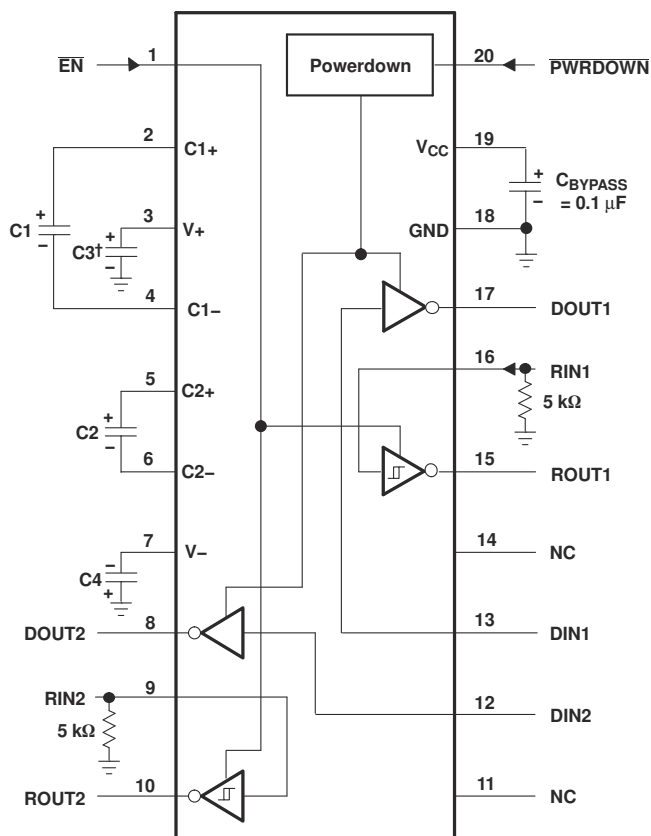 EN 1 Powerdown 20 PWRDOWN
2 C1+ VCC 19
+ CBYPASS
− = 0.1 µF
C1 + −
3 V+ GND 18
+ C3† −
4 C1− 17 DOUT1
16 RIN1
5 C2+ 5 kΩ
C2 + −
6 C2− 15 ROUT1
7 V− 14 NC
− C4 +
DOUT2 8 13 DIN1
RIN2 9 12 DIN2
5 kΩ
ROUT2 10 11 NC